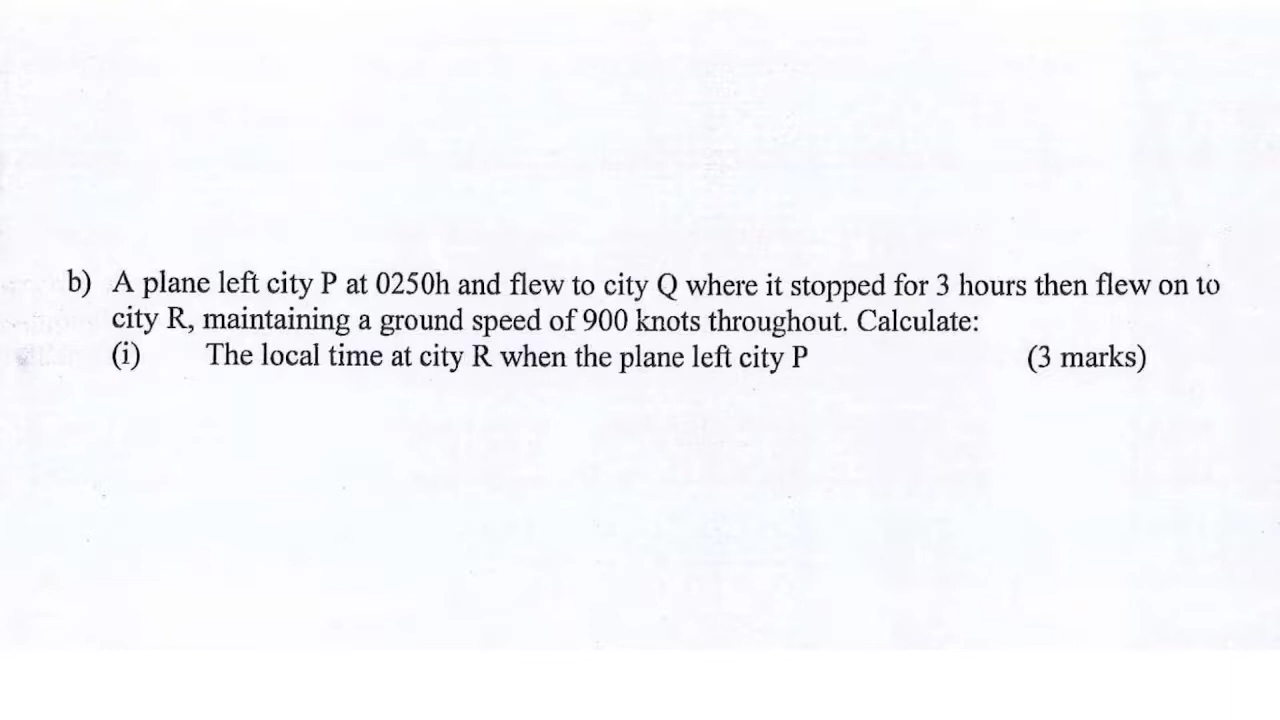 b) A plane left city P at 0250h and flew to city Q where it stopped for 3 hours then flew on to
city R, maintaining a ground speed of 900 knots throughout. Calculate:
(i) The local time at city R when the plane left city P (3 marks)